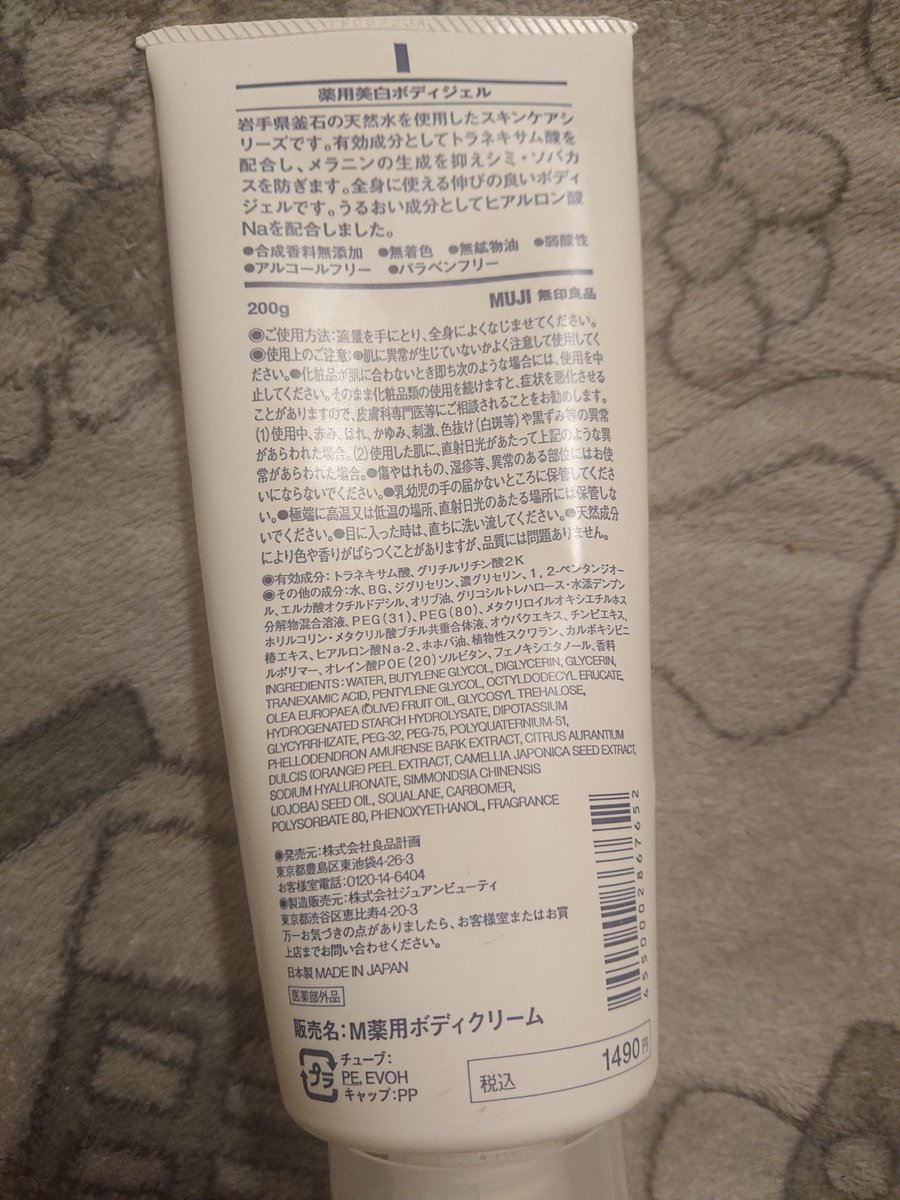 薬用美白ボディジェル
岩手県釜石の天然水を使用したスキンケアシ
リーズです。有効成分としてトラネキサム酸を
配合し、メラニンの生成を抑えシミ・ソバカ
スを防ぎます。全身に使える伸びの良いボディ
ジェルです。うるおい成分としてヒアルロン酸
Naを配合しました。
●合成香料無添加 ●無着色 ●無鉱物油 ●弱酸性
●アルコールフリー ●パラベンフリー
200g MUJI 無印良品
◉ご使用方法:適量を手にとり、全身によくなじませてください。
◉使用上のご注意:●肌に異常が生じていないかよく注意して使用してく
ださい。●化粧品が肌に合わないとき即ち次のような場合には、使用を中
止してください。そのまま化粧品類の使用を続けますと、症状を悪化させる
ことがありますので、皮膚科専門医等にご相談されることをお勧めします。
(1)使用中、赤み、はれ、かゆみ、刺激、色抜け(白斑等)や黒ずみ等の異常
があらわれた場合。(2)使用した肌に、直射日光があたって上記のような異
常があらわれた場合。●傷やはれもの、湿疹等、異常のある部位にはお使
いにならないでください。●乳幼児の手の届かないところに保管してくださ
い。●極端に高温又は低温の場所、直射日光のあたる場所には保管しな
いでください。●目に入った時は、直ちに洗い流してください。●天然成分
により色や香りがばらつくことがありますが、品質には問題ありません。
◉有効成分:トラネキサム酸、グリチルリチン酸2K
◉その他の成分:水、BG、ジグリセリン、濃グリセリン、1,2-ペンタンジオー
ル、エルカ酸オクチルドデシル、オリブ油、グリコシルトレハロース・水添デンプン
分解物混合溶液、PEG(31)、PEG(80)、メタクリロイルオキシエチルホス
ホリルコリン・メタクリル酸ブチル共重合体液、オウバクエキス、チンピエキス、
椿エキス、ヒアルロン酸Na-2、ホホバ油、植物性スクワラン、カルボキシビニ
ルポリマー、オレイン酸POE(20)ソルビタン、フェノキシエタノール、香料
INGREDIENTS: WATER, BUTYLENE GLYCOL, DIGLYCERIN, GLYCERIN,
TRANEXAMIC ACID, PENTYLENE GLYCOL, OCTYLDODECYL ERUCATE,
OLEA EUROPAEA (OLIVE) FRUIT OIL, GLYCOSYL TREHALOSE,
HYDROGENATED STARCH HYDROLYSATE, DIPOTASSIUM
GLYCYRRHIZATE, PEG-32, PEG-75, POLYQUATERNIUM-51,
PHELLODENDRON AMURENSE BARK EXTRACT, CITRUS AURANTIUM
DULCIS (ORANGE) PEEL EXTRACT, CAMELLIA JAPONICA SEED EXTRACT,
SODIUM HYALURONATE, SIMMONDSIA CHINENSIS
(JOJOBA) SEED OIL, SQUALANE, CARBOMER,
POLYSORBATE 80, PHENOXYETHANOL, FRAGRANCE
◉発売元:株式会社良品計画
東京都豊島区東池袋4-26-3
お客様室電話:0120-14-6404
◉製造販売元:株式会社ジュアンビューティ
東京都渋谷区恵比寿4-20-3
万一お気づきの点がありましたら、お客様室またはお買
上店までお問い合わせください。
日本製 MADE IN JAPAN
医薬部外品
販売名:M薬用ボディクリーム
プラ
チューブ:
PE, EVOH
キャップ:PP
税込 1490円
4550002867652